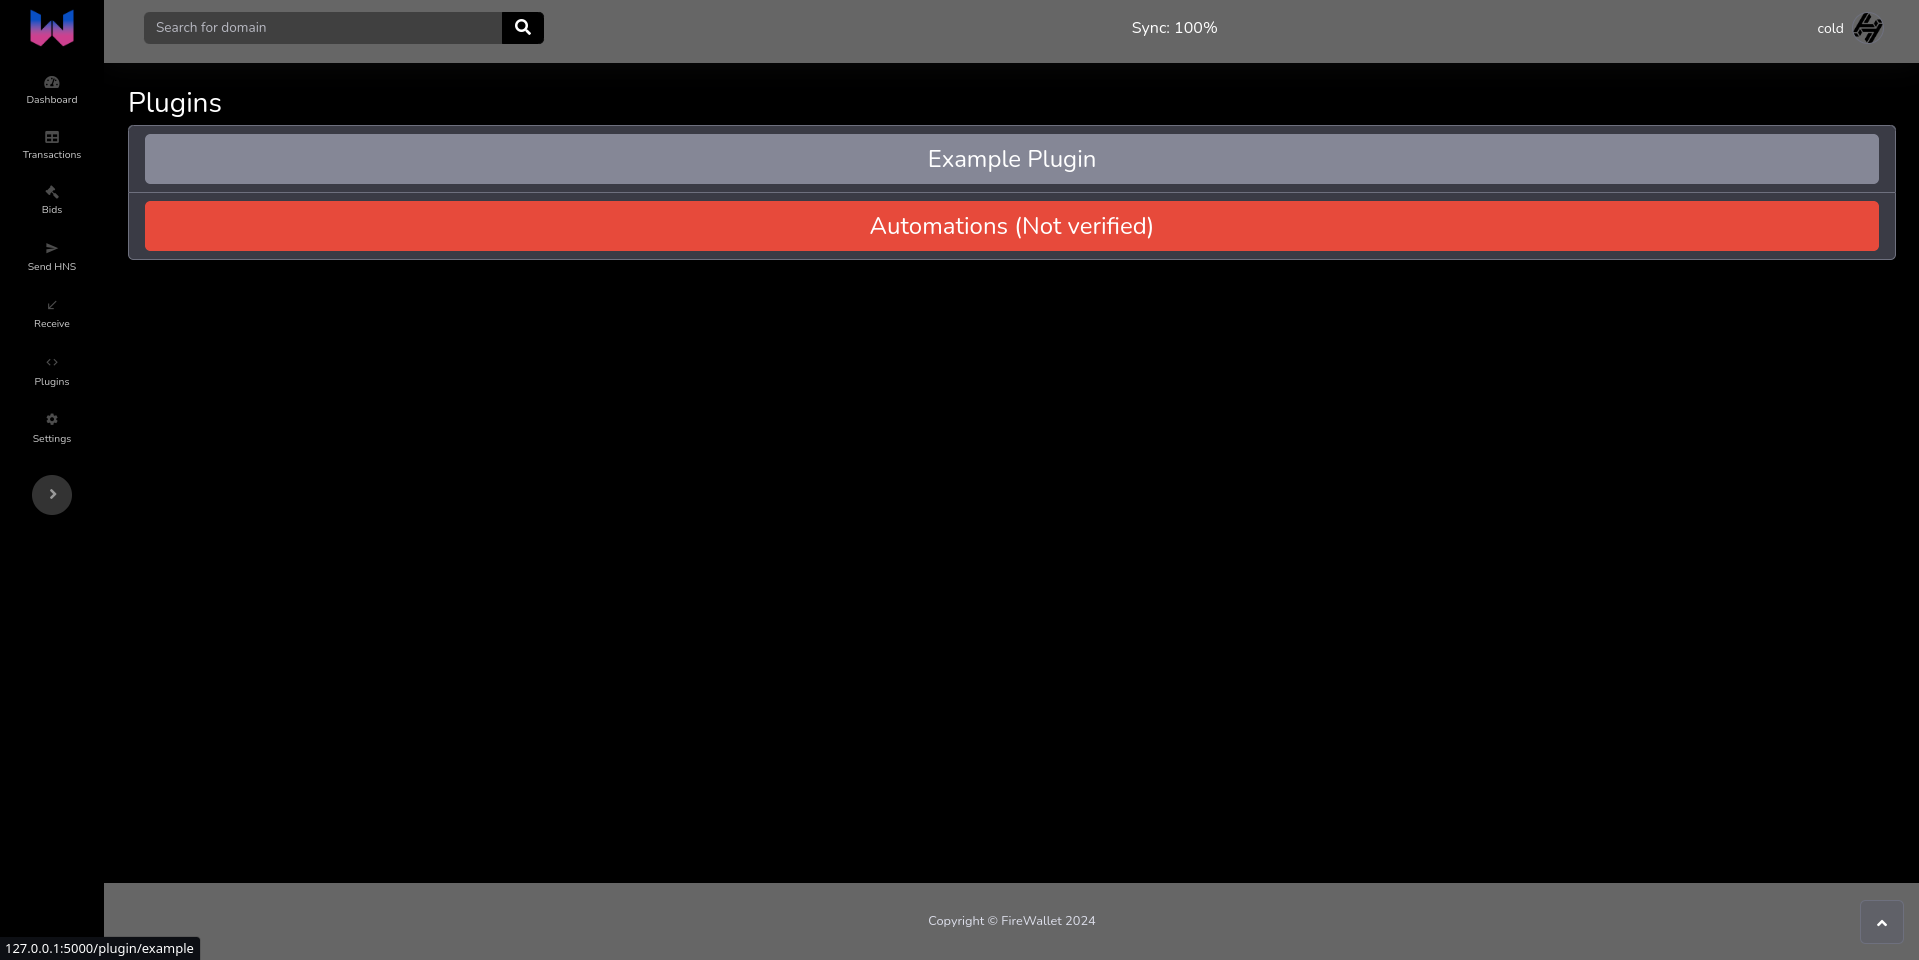 Search for domain
Sync: 100%
cold
Dashboard
Transactions
Bids
Send HNS
Receive
Plugins
Settings
Plugins
Example Plugin
Automations (Not verified)
Copyright © FireWallet 2024
127.0.0.1:5000/plugin/example